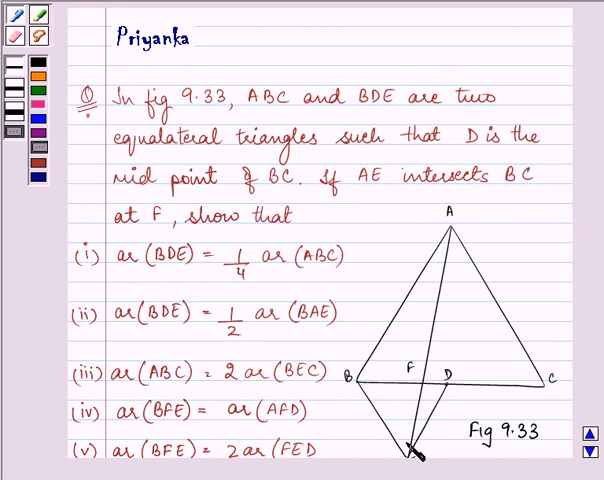 Priyanka
Q In fig 9.33, ABC and BDE are two
equalateral triangles such that D is the
mid point of BC. If AE intersects BC
at F, show that
(i) ar (BDE) = 1/4 ar (ABC)
(ii) ar(BDE) = 1/2 ar (BAE)
(iii) ar(ABC) = 2 ar(BEC)
(iv) ar(BFE) = ar(AFD)
(v) ar(BFE) = 2 ar(FED
A
B F D C
Fig 9.33